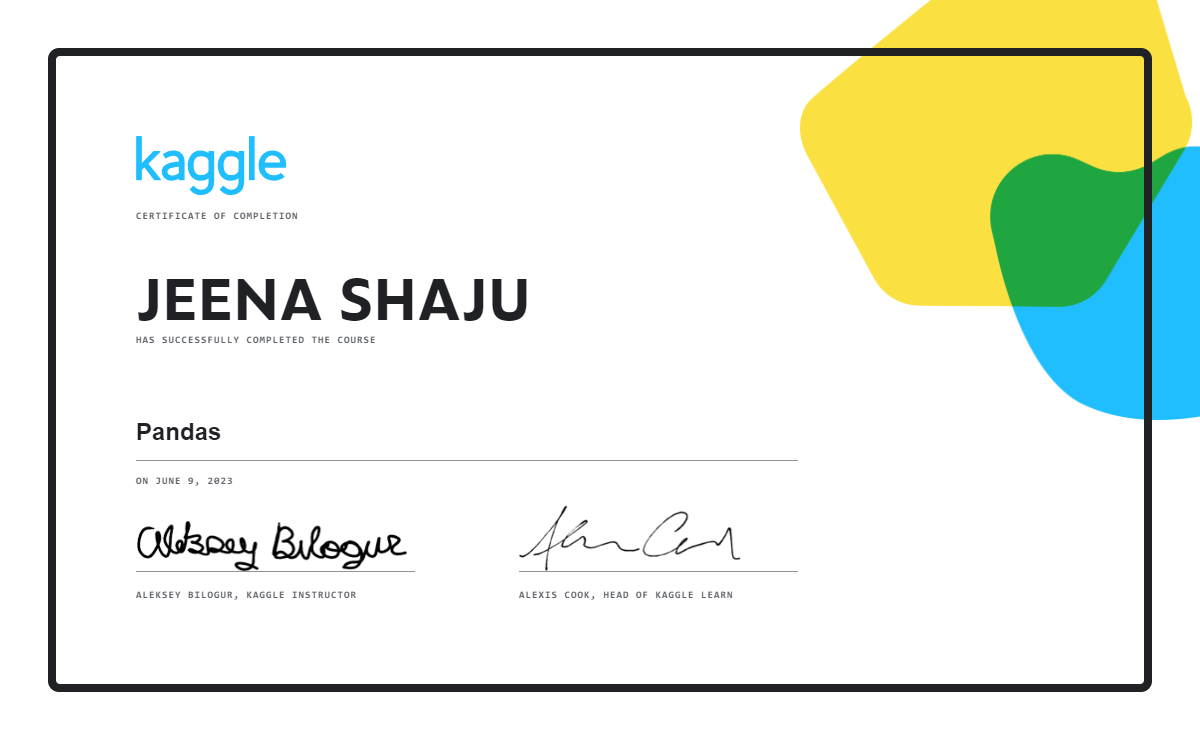 kaggle
CERTIFICATE OF COMPLETION
JEENA SHAJU
HAS SUCCESSFULLY COMPLETED THE COURSE
Pandas
ON JUNE 9, 2023
Aleksey Bilogur
ALEKSEY BILOGUR, KAGGLE INSTRUCTOR
ALEXIS COOK, HEAD OF KAGGLE LEARN